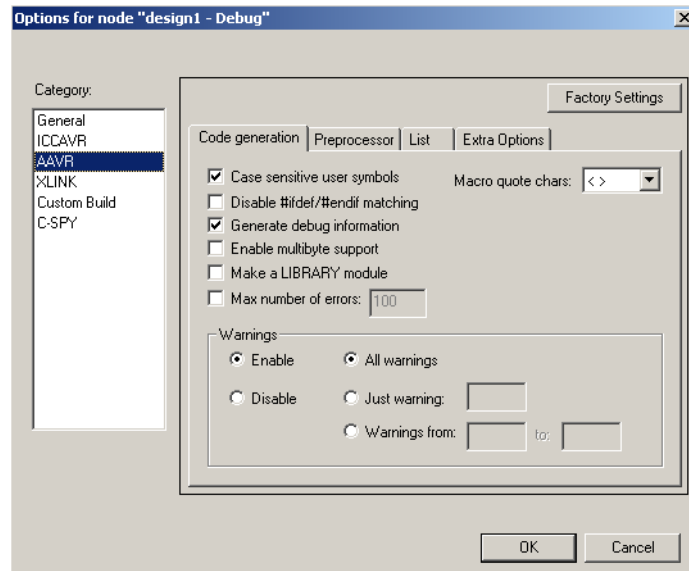 Options for node "design1 - Debug"
Category:
General
ICCAVR
AAVR
XLINK
Custom Build
C-SPY
Factory Settings
Code generation Preprocessor List Extra Options
Case sensitive user symbols Macro quote chars: < >
Disable #ifdef/#endif matching
Generate debug information
Enable multibyte support
Make a LIBRARY module
Max number of errors: 100
Warnings
Enable All warnings
Disable Just warning:
Warnings from: to:
OK Cancel